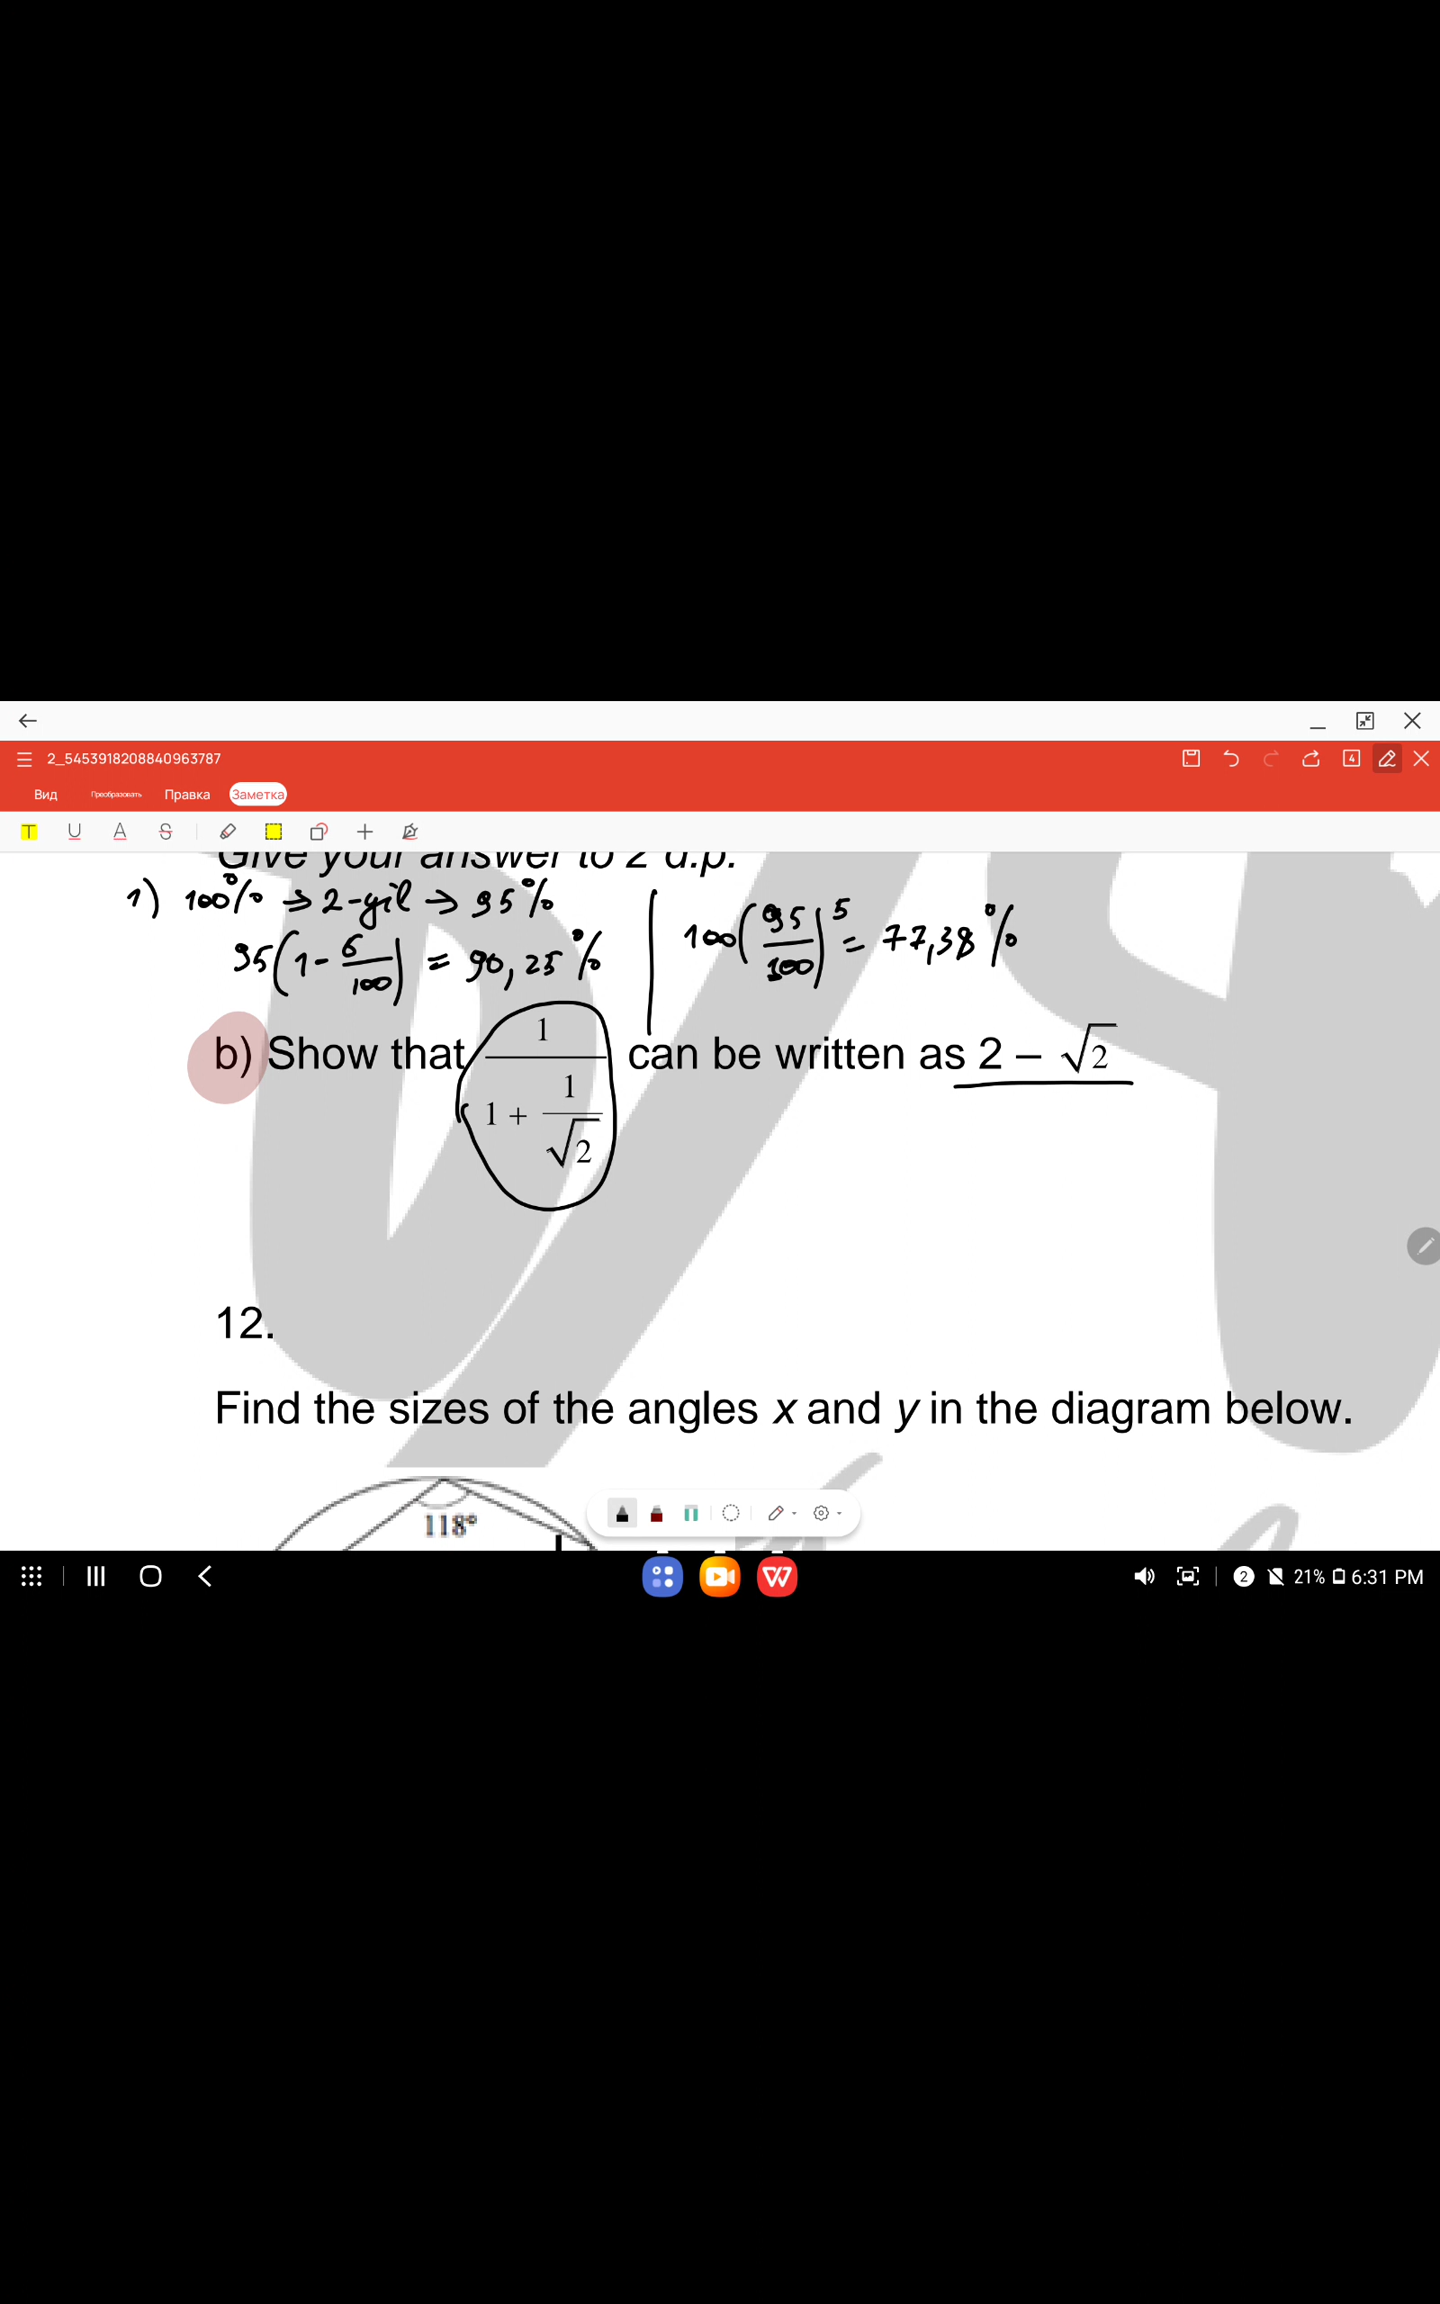 2_5453918208840963787
Вид Преобразовать Правка Заметка
T U A S
Give your answer to 2 d.p.
1) 100% → 2-yil → 95%
95(1 - 5/100) = 90,25%
100(95/100)^5 = 77,38%
b) Show that 1/(1 + 1/√2) can be written as 2 – √2
12.
Find the sizes of the angles x and y in the diagram below.
118°
2 21% 6:31 PM